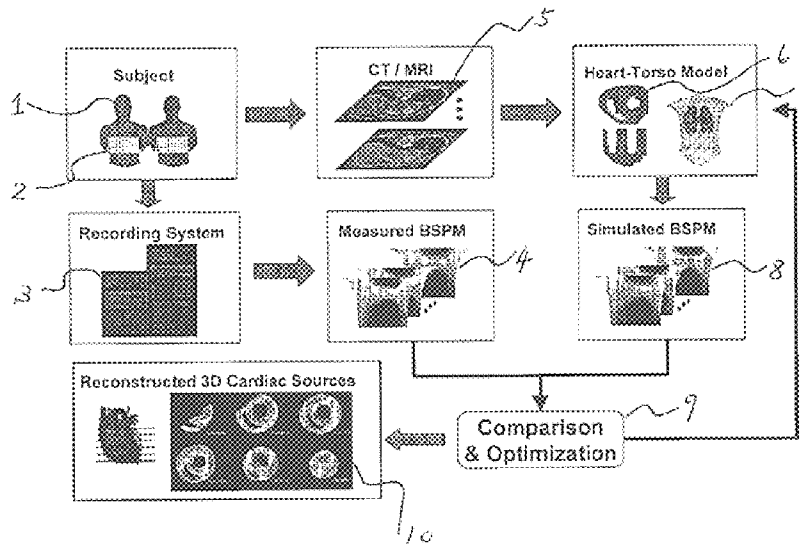 5
Subject
CT / MRI
Heart-Torso Model
6
1
2
Recording System
Measured BSPM
Simulated BSPM
3
4
8
Reconstructed 3D Cardiac Sources
9
Comparison
& Optimization
10